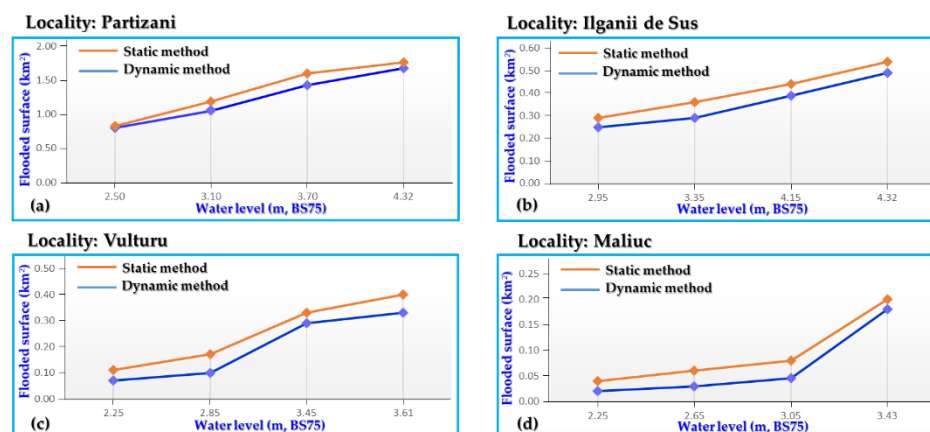 Locality: Partizani
Flooded surface (km²)
2.00
1.50
1.00
0.50
0.00
Static method
Dynamic method
2.50 3.10 3.70 4.32
(a) Water level (m, BS75)
Locality: Ilganii de Sus
Flooded surface (km²)
0.60
0.50
0.40
0.30
0.20
0.10
0.00
Static method
Dynamic method
2.95 3.35 4.15 4.32
(b) Water level (m, BS75)
Locality: Vulturu
Flooded surface (km²)
0.50
0.40
0.30
0.20
0.10
0.00
Static method
Dynamic method
2.25 2.85 3.45 3.61
(c) Water level (m, BS75)
Locality: Maliuc
Flooded surface (km²)
0.25
0.20
0.15
0.10
0.05
0.00
Static method
Dynamic method
2.25 2.65 3.05 3.43
(d) Water level (m, BS75)